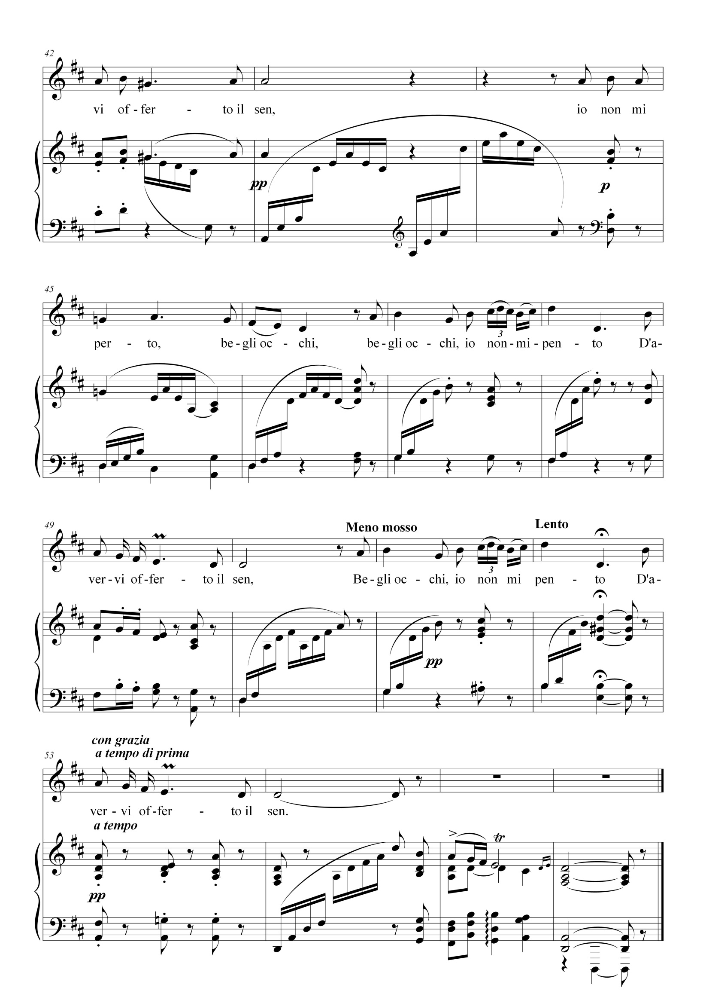 42
vi of - fer - to il sen, io non mi
pp p
45
per - to, be - gli oc - chi, be - gli oc - chi, io non - mi - pen - to D'a-
3
49
Meno mosso Lento
3
ver - vi of - fer - to il sen, Be - gli oc - chi, io non mi pen - to D'a -
pp
con grazia
53 a tempo di prima
ver - vi of - fer - to il sen.
a tempo
tr
pp